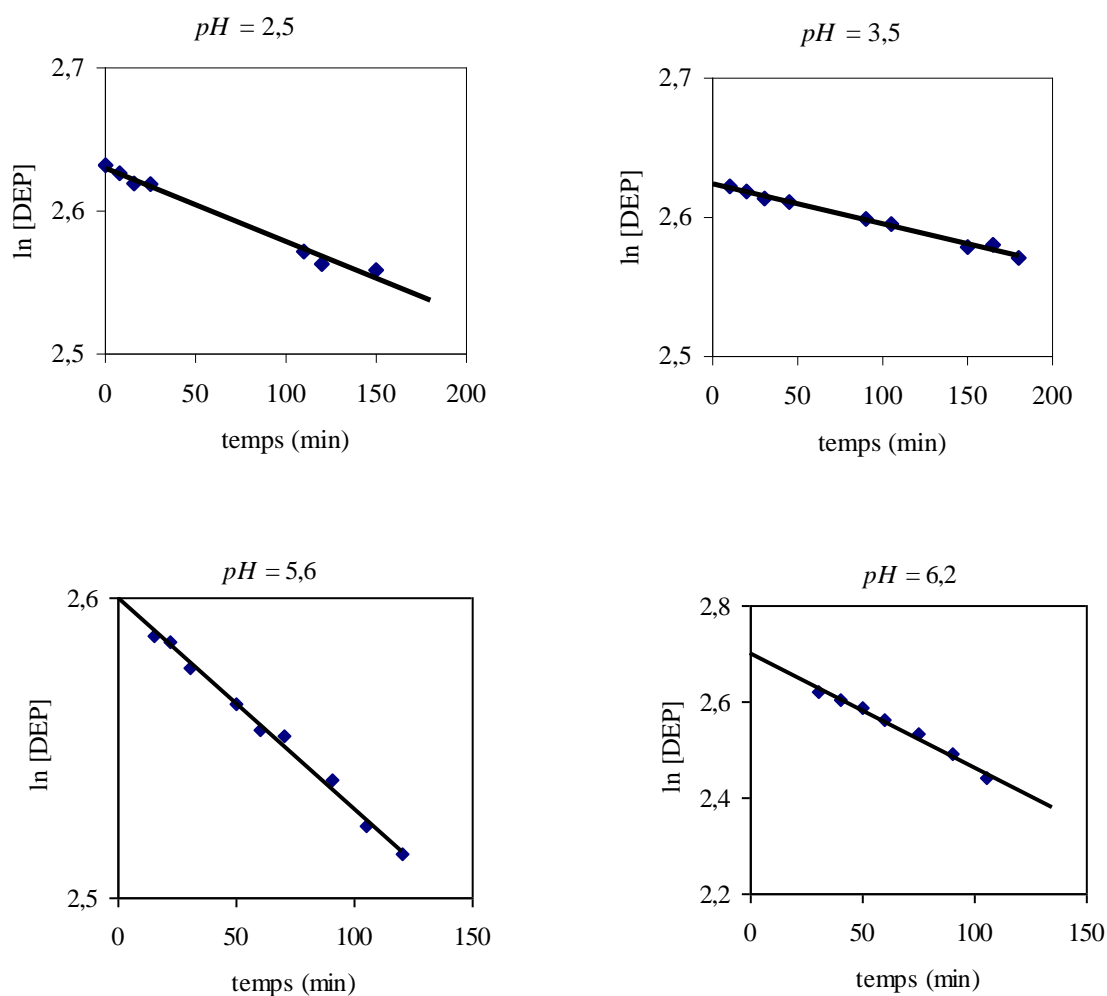 pH = 2,5
2,7
2,6
2,5
ln [DEP]
0 50 100 150 200
temps (min)
pH = 3,5
2,7
2,6
2,5
ln [DEP]
0 50 100 150 200
temps (min)
pH = 5,6
2,6
2,5
ln [DEP]
0 50 100 150
temps (min)
pH = 6,2
2,8
2,6
2,4
2,2
ln [DEP]
0 50 100 150
temps (min)